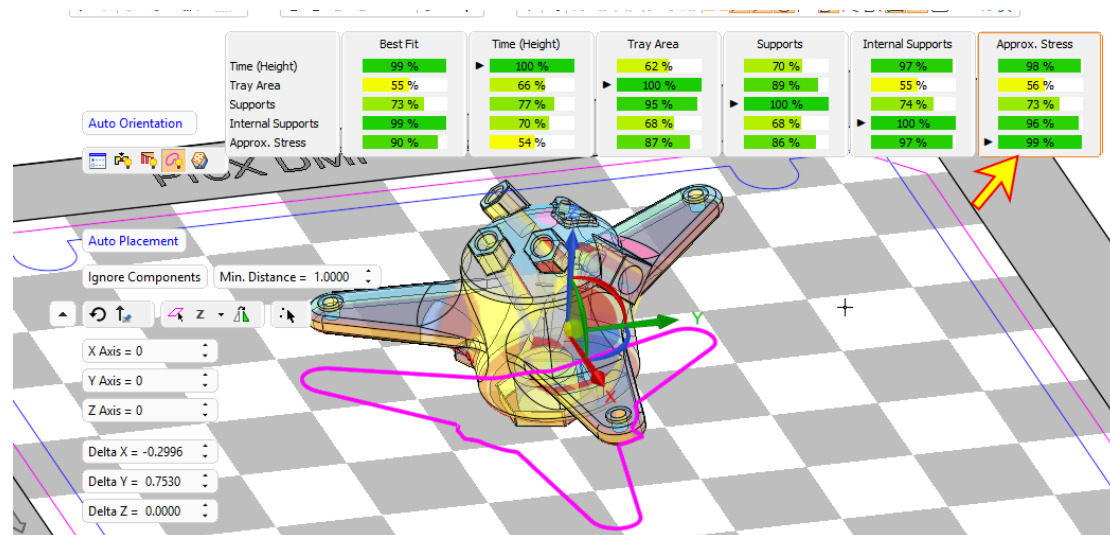 Best Fit Time (Height) Tray Area Supports Internal Supports Approx. Stress
Time (Height) 99 % 100 % 62 % 70 % 97 % 98 %
Tray Area 55 % 66 % 100 % 89 % 55 % 56 %
Supports 73 % 77 % 95 % 100 % 74 % 73 %
Internal Supports 99 % 70 % 68 % 68 % 100 % 96 %
Approx. Stress 90 % 54 % 87 % 86 % 97 % 99 %
Auto Orientation
Auto Placement
Ignore Components Min. Distance = 1.0000
Z
Y
X
X Axis = 0
Y Axis = 0
Z Axis = 0
Delta X = -0.2996
Delta Y = 0.7530
Delta Z = 0.0000